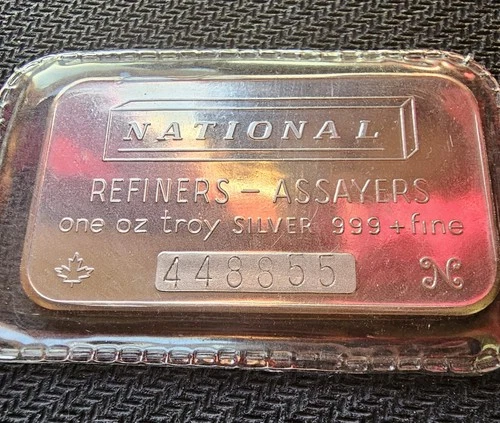 NATIONAL
REFINERS - ASSAYERS
one oz troy SILVER 999+fine
448855
N